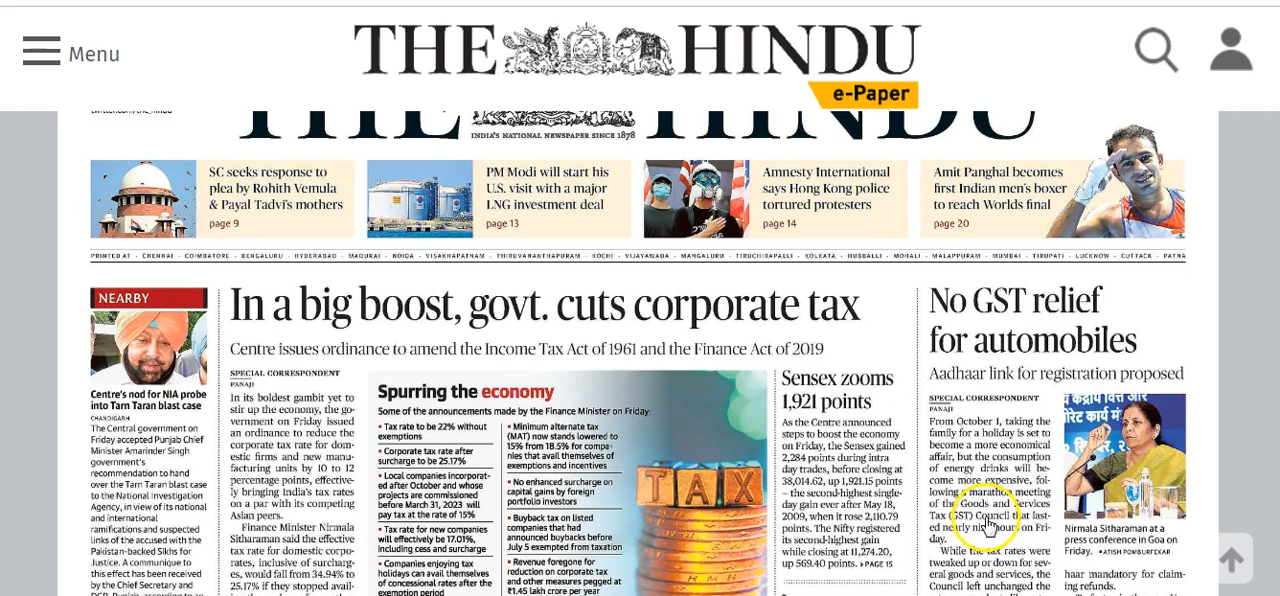 Menu
THE HINDU
e-Paper
THE HINDU
INDIA'S NATIONAL NEWSPAPER SINCE 1878
SC seeks response to
plea by Rohith Vemula
& Payal Tadvi's mothers
page 9
PM Modi will start his
U.S. visit with a major
LNG investment deal
page 13
Amnesty International
says Hong Kong police
tortured protesters
page 14
Amit Panghal becomes
first Indian men's boxer
to reach Worlds final
page 20
PRINTED AT · CHENNAI · COIMBATORE · BENGALURU · HYDERABAD · MADURAI · NOIDA · VISAKHAPATNAM · THIRUVANANTHAPURAM · KOCHI · VIJAYAWADA · MANGALURU · TIRUCHIRAPALLI · KOLKATA · HUBBALLI · MOHALI · MALAPPURAM · MUMBAI · TIRUPATI · LUCKNOW · CUTTACK · PATNA
NEARBY
Centre's nod for NIA probe
into Tarn Taran blast case
CHANDIGARH
The Central government on
Friday accepted Punjab Chief
Minister Amarinder Singh
government's
recommendation to hand
over the Tarn Taran blast case
to the National Investigation
Agency, in view of its national
and international
ramifications and suspected
links of the accused with the
Pakistan-backed Sikhs for
Justice. A communique to
this effect has been received
by the Chief Secretary and
In a big boost, govt. cuts corporate tax
Centre issues ordinance to amend the Income Tax Act of 1961 and the Finance Act of 2019
SPECIAL CORRESPONDENT
PANAJI
In its boldest gambit yet to
stir up the economy, the go-
vernment on Friday issued
an ordinance to reduce the
corporate tax rate for dom-
estic firms and new manu-
facturing units by 10 to 12
percentage points, effective-
ly bringing India's tax rates
on a par with its competing
Asian peers.
Finance Minister Nirmala
Sitharaman said the effective
tax rate for domestic corpo-
rates, inclusive of surcharg-
es, would fall from 34.94% to
25.17% if they stopped avail-
Spurring the economy
Some of the announcements made by the Finance Minister on Friday:
▪ Tax rate to be 22% without
exemptions
▪ Corporate tax rate after
surcharge to be 25.17%
▪ Local companies incorporat-
ed after October and whose
projects are commissioned
before March 31, 2023 will
pay tax at the rate of 15%
▪ Tax rate for new companies
will effectively be 17.01%,
including cess and surcharge
▪ Companies enjoying tax
holidays can avail themselves
of concessional rates after the
▪ Minimum alternate tax
(MAT) now stands lowered to
15% from 18.5% for compa-
nies that avail themselves of
exemptions and incentives
▪ No enhanced surcharge on
capital gains by foreign
portfolio investors
▪ Buyback tax on listed
companies that had
announced buybacks before
July 5 exempted from taxation
▪ Revenue foregone for
reduction on corporate tax
and other measures pegged at
₹1.45 lakh crore per year
TAX
Sensex zooms
1,921 points
As the Centre announced
steps to boost the economy
on Friday, the Sensex gained
2,284 points during intra
day trades, before closing at
38,014.62, up 1,921.15 points
– the second-highest single-
day gain ever after May 18,
2009, when it rose 2,110.79
points. The Nifty registered
its second-highest gain
while closing at 11,274.20,
up 569.40 points. ▸PAGE 15
No GST relief
for automobiles
Aadhaar link for registration proposed
SPECIAL CORRESPONDENT
PANAJI
From October 1, taking the
family for a holiday is set to
become a more economical
affair, but the consumption
of energy drinks will be-
come more expensive, fol-
lowing a marathon meeting
of the Goods and Services
Tax (GST) Council that last-
ed nearly hours on Fri-
day.
While the tax rates were
tweaked up or down for sev-
eral goods and services, the
Council left unchanged the
Nirmala Sitharaman at a
press conference in Goa on
Friday. ▪ ATISH POMBURFEKAR
haar mandatory for claim-
ing refunds.